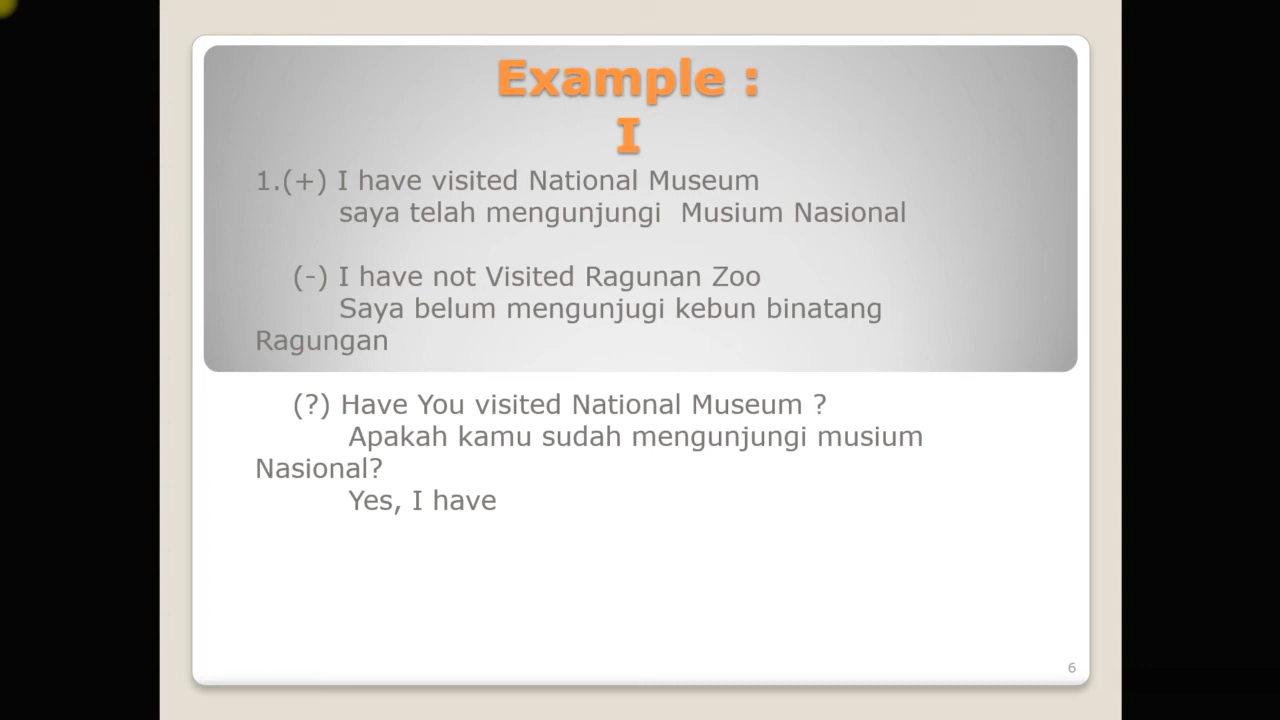 Example :
I
1.(+) I have visited National Museum
saya telah mengunjungi Musium Nasional
(-) I have not Visited Ragunan Zoo
Saya belum mengunjugi kebun binatang
Ragungan
(?) Have You visited National Museum ?
Apakah kamu sudah mengunjungi musium
Nasional?
Yes, I have
6